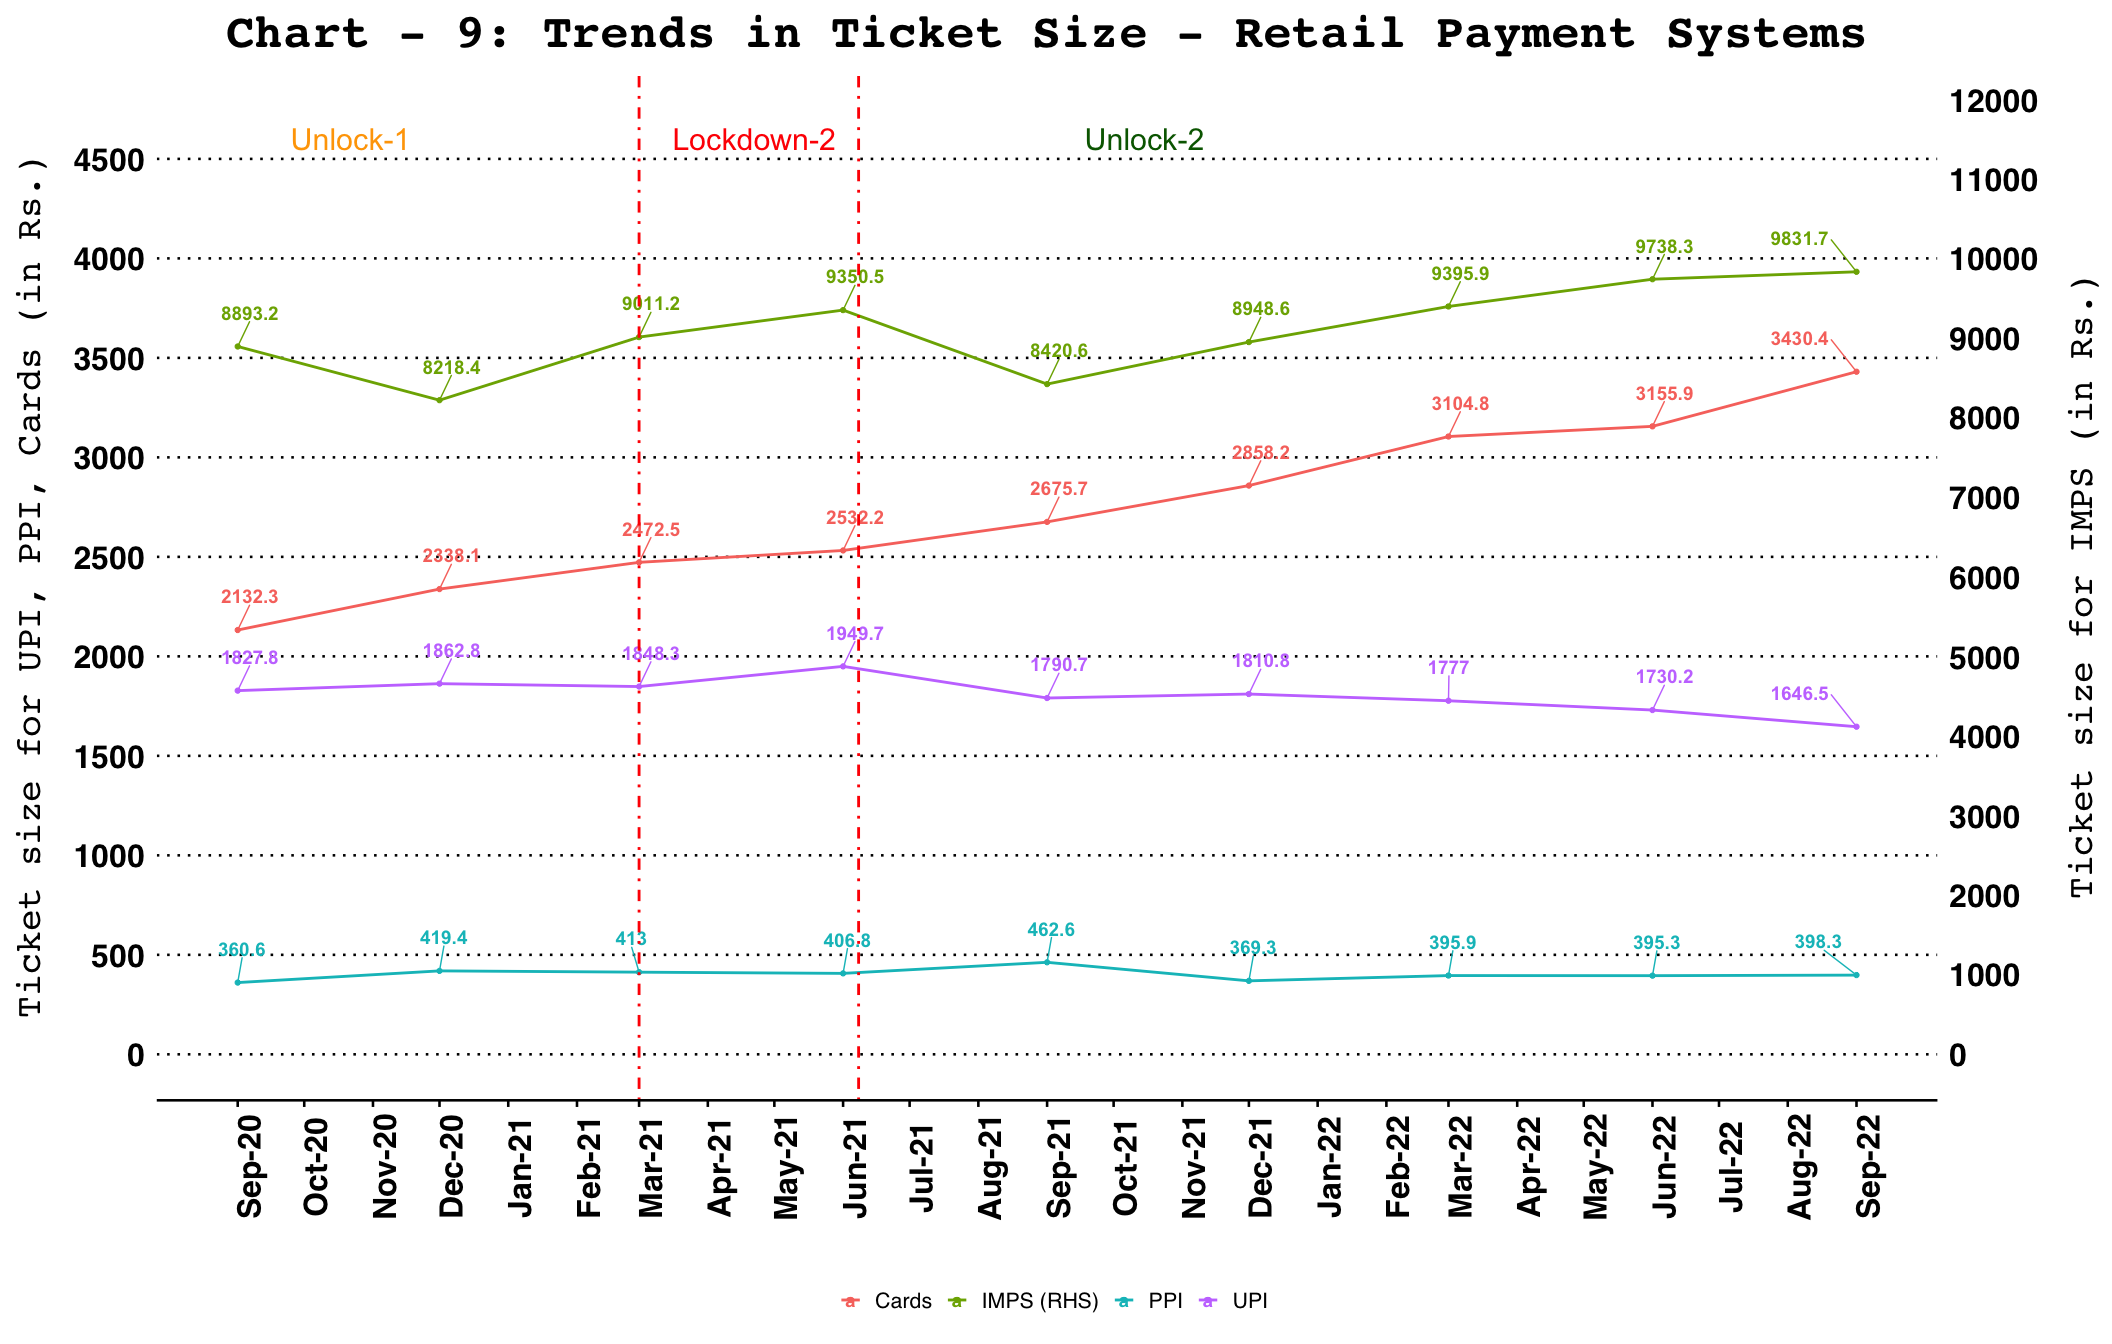 Chart – 9: Trends in Ticket Size – Retail Payment Systems
Unlock-1
Lockdown-2
Unlock-2
Ticket size for UPI, PPI, Cards (in Rs.)
4500
4000
3500
3000
2500
2000
1500
1000
500
0
12000
11000
10000
9000
8000
7000
6000
5000
4000
3000
2000
1000
0
Ticket size for IMPS (in Rs.)
8893.2 8218.4 9011.2 9350.5 8420.6 8948.6 9395.9 9738.3 9831.7
2132.3 2338.1 2472.5 2532.2 2675.7 2858.2 3104.8 3155.9 3430.4
1827.8 1862.8 1848.3 1949.7 1790.7 1810.8 1777 1730.2 1646.5
360.6 419.4 413 406.8 462.6 369.3 395.9 395.3 398.3
Sep-20
Oct-20
Nov-20
Dec-20
Jan-21
Feb-21
Mar-21
Apr-21
May-21
Jun-21
Jul-21
Aug-21
Sep-21
Oct-21
Nov-21
Dec-21
Jan-22
Feb-22
Mar-22
Apr-22
May-22
Jun-22
Jul-22
Aug-22
Sep-22
a Cards a IMPS (RHS) a PPI a UPI